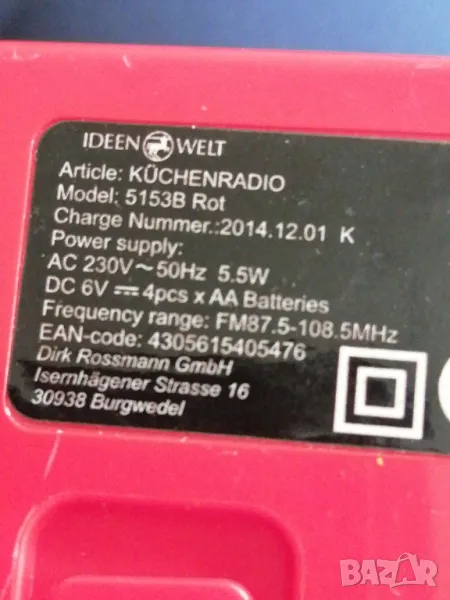 IDEEN WELT
Article: KÜCHENRADIO
Model: 5153B Rot
Charge Nummer.:2014.12.01 K
Power supply:
AC 230V ~ 50Hz 5.5W
DC 6V ⎓ 4pcs x AA Batteries
Frequency range: FM87.5-108.5MHz
EAN-code: 4305615405476
Dirk Rossmann GmbH
Isernhägener Strasse 16
30938 Burgwedel
BAZAR